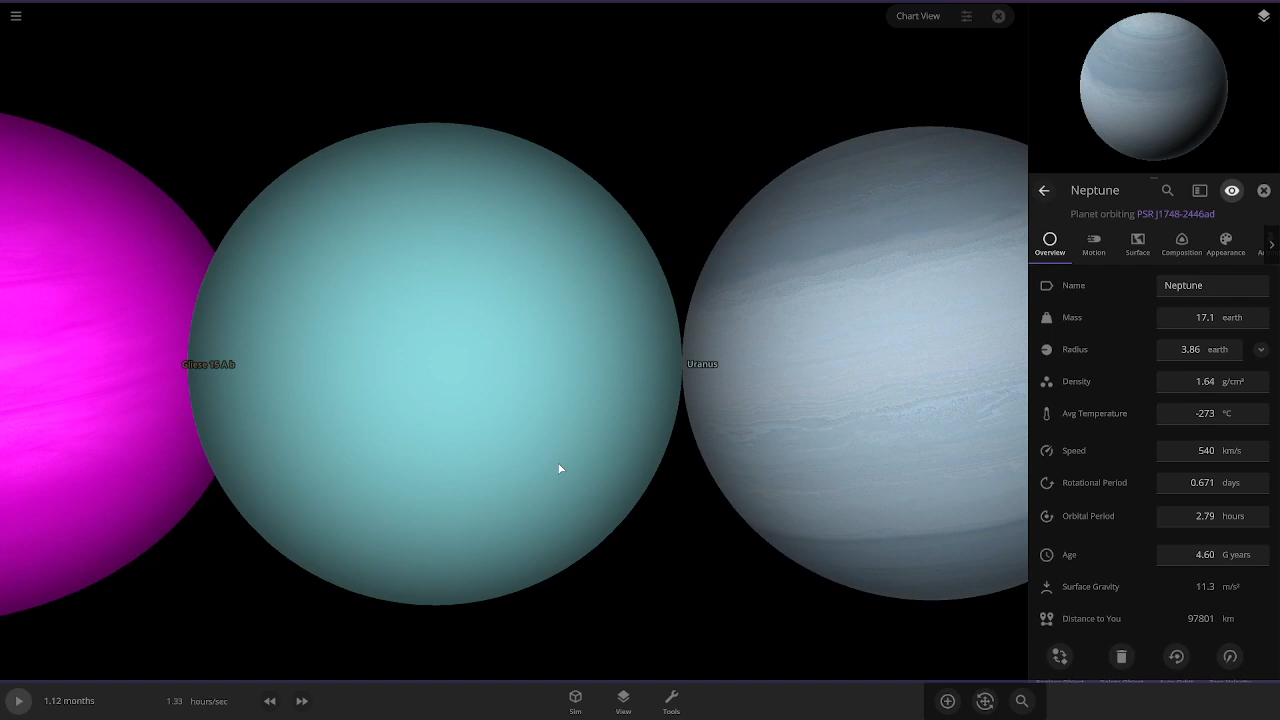 Chart View
Gliese 15 A b
Uranus
Neptune
Planet orbiting PSR J1748-2446ad
Overview
Motion
Surface
Composition
Appearance
Name Neptune
Mass 17.1 earth
Radius 3.86 earth
Density 1.64 g/cm³
Avg Temperature -273 °C
Speed 540 km/s
Rotational Period 0.671 days
Orbital Period 2.79 hours
Age 4.60 G years
Surface Gravity 11.3 m/s²
Distance to You 97801 km
1.12 months
1.33 hours/sec
Sim
View
Tools